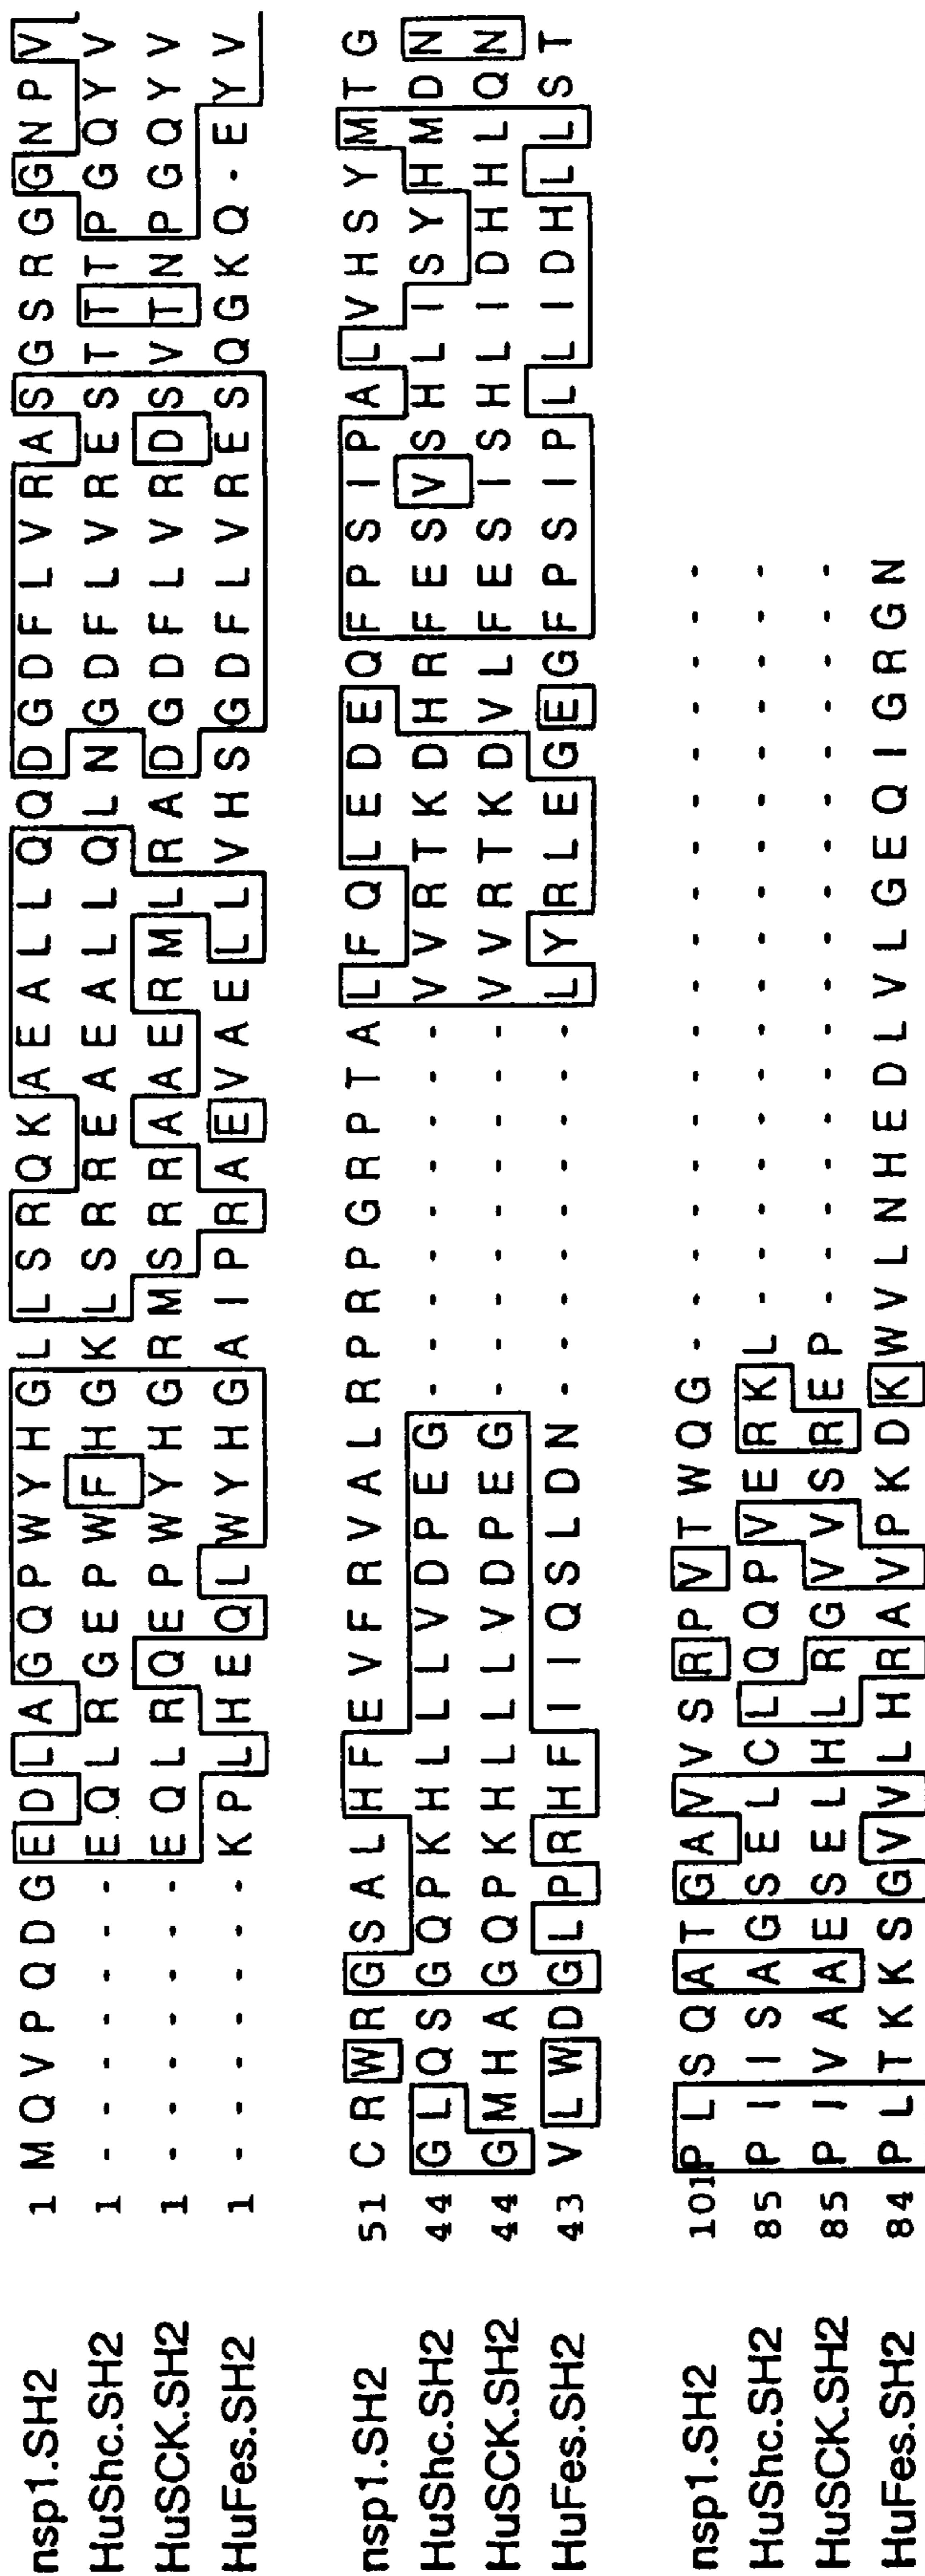 nsp1.SH2 1 M Q V P Q D G E D L A G Q P W Y H G L L S R Q K A E A L L Q Q D G D F L V R A S G S R G G N P V
HuShc.SH2 1 - - - - - - - E Q L R G E P W F H G K L S R R E A E A L L Q L N G D F L V R E S T T T P G Q Y V
HuSCK.SH2 1 - - - - - - - E Q L R Q E P W Y H G R M S R R A A E R M L R A D G D F L V R D S V T N P G Q Y V
HuFes.SH2 1 - - - - - - - K P L H E Q L W Y H G A I P R A E V A E L L V H S G D F L V R E S Q G K Q - E Y V
nsp1.SH2 51 C R W R G S A L H F E V F R V A L R P R P G R P T A L F Q L E D E Q F P S I P A L V H S Y M T G
HuShc.SH2 44 G L Q S G Q P K H L L L V D P E G - - - - - - - - - V V R T K D H R F E S V S H L I S Y H M D N
HuSCK.SH2 44 G M H A G Q P K H L L L V D P E G - - - - - - - - - V V R T K D V L F E S I S H L I D H H L Q N
HuFes.SH2 43 V L W D G L P R H F I I Q S L D N - - - - - - - - - L Y R L E G E G F P S I P L L I D H L L S T
nsp1.SH2 101 P L S Q A T G A V V S R P V T W Q G - - - - - - - - - - - - - - - - - -
HuShc.SH2 85 P I I S A G S E L C L Q Q P V E R K L - - - - - - - - - - - - - - - - -
HuSCK.SH2 85 P I V A A E S E L H L R G V V S R E P - - - - - - - - - - - - - - - - -
HuFes.SH2 84 P L T K K S G V V L H R A V P K D K W V L N H E D L V L G E Q I G R G N